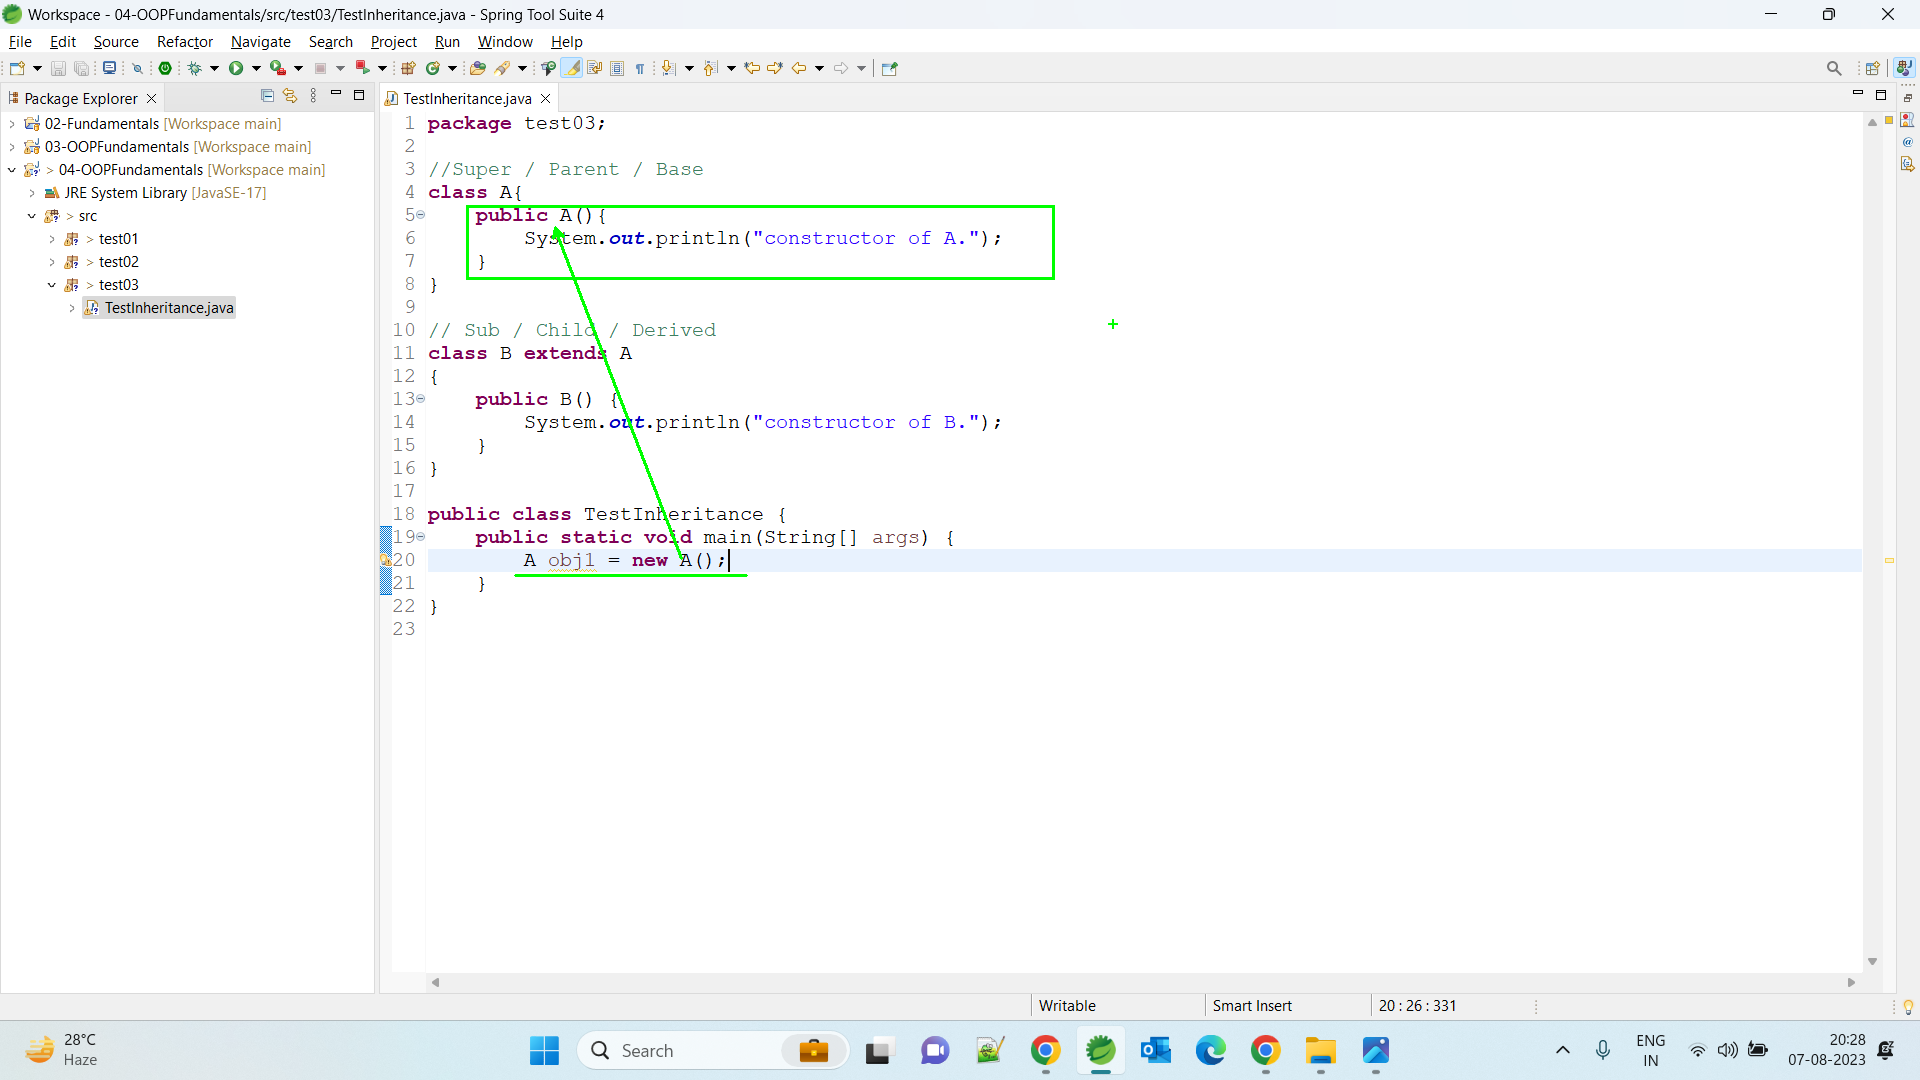 Workspace - 04-OOPFundamentals/src/test03/TestInheritance.java - Spring Tool Suite 4
File Edit Source Refactor Navigate Search Project Run Window Help
Package Explorer
TestInheritance.java
02-Fundamentals [Workspace main]
03-OOPFundamentals [Workspace main]
> 04-OOPFundamentals [Workspace main]
JRE System Library [JavaSE-17]
> src
> test01
> test02
> test03
TestInheritance.java
1 package test03;
2
3 //Super / Parent / Base
4 class A{
5 public A(){
6 System.out.println("constructor of A.");
7 }
8 }
9
10 // Sub / Child / Derived
11 class B extends A
12 {
13 public B() {
14 System.out.println("constructor of B.");
15 }
16 }
17
18 public class TestInheritance {
19 public static void main(String[] args) {
20 A obj1 = new A();
21 }
22 }
23
Writable Smart Insert 20 : 26 : 331
28°C
Haze
Search
ENG
IN
20:28
07-08-2023